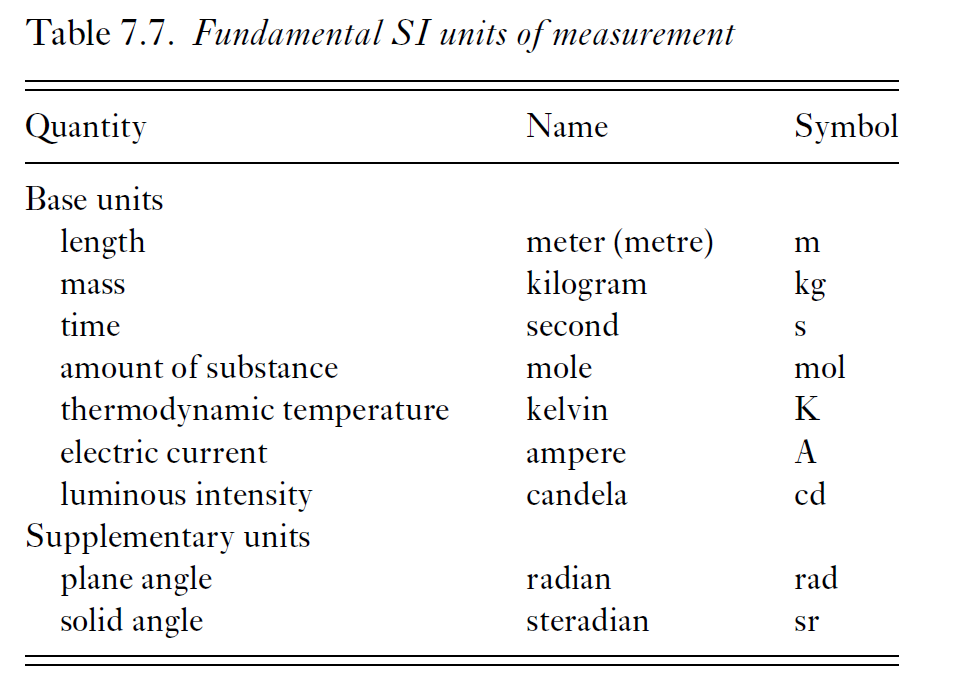 Table 7.7. Fundamental SI units of measurement
Quantity Name Symbol
Base units
length meter (metre) m
mass kilogram kg
time second s
amount of substance mole mol
thermodynamic temperature kelvin K
electric current ampere A
luminous intensity candela cd
Supplementary units
plane angle radian rad
solid angle steradian sr